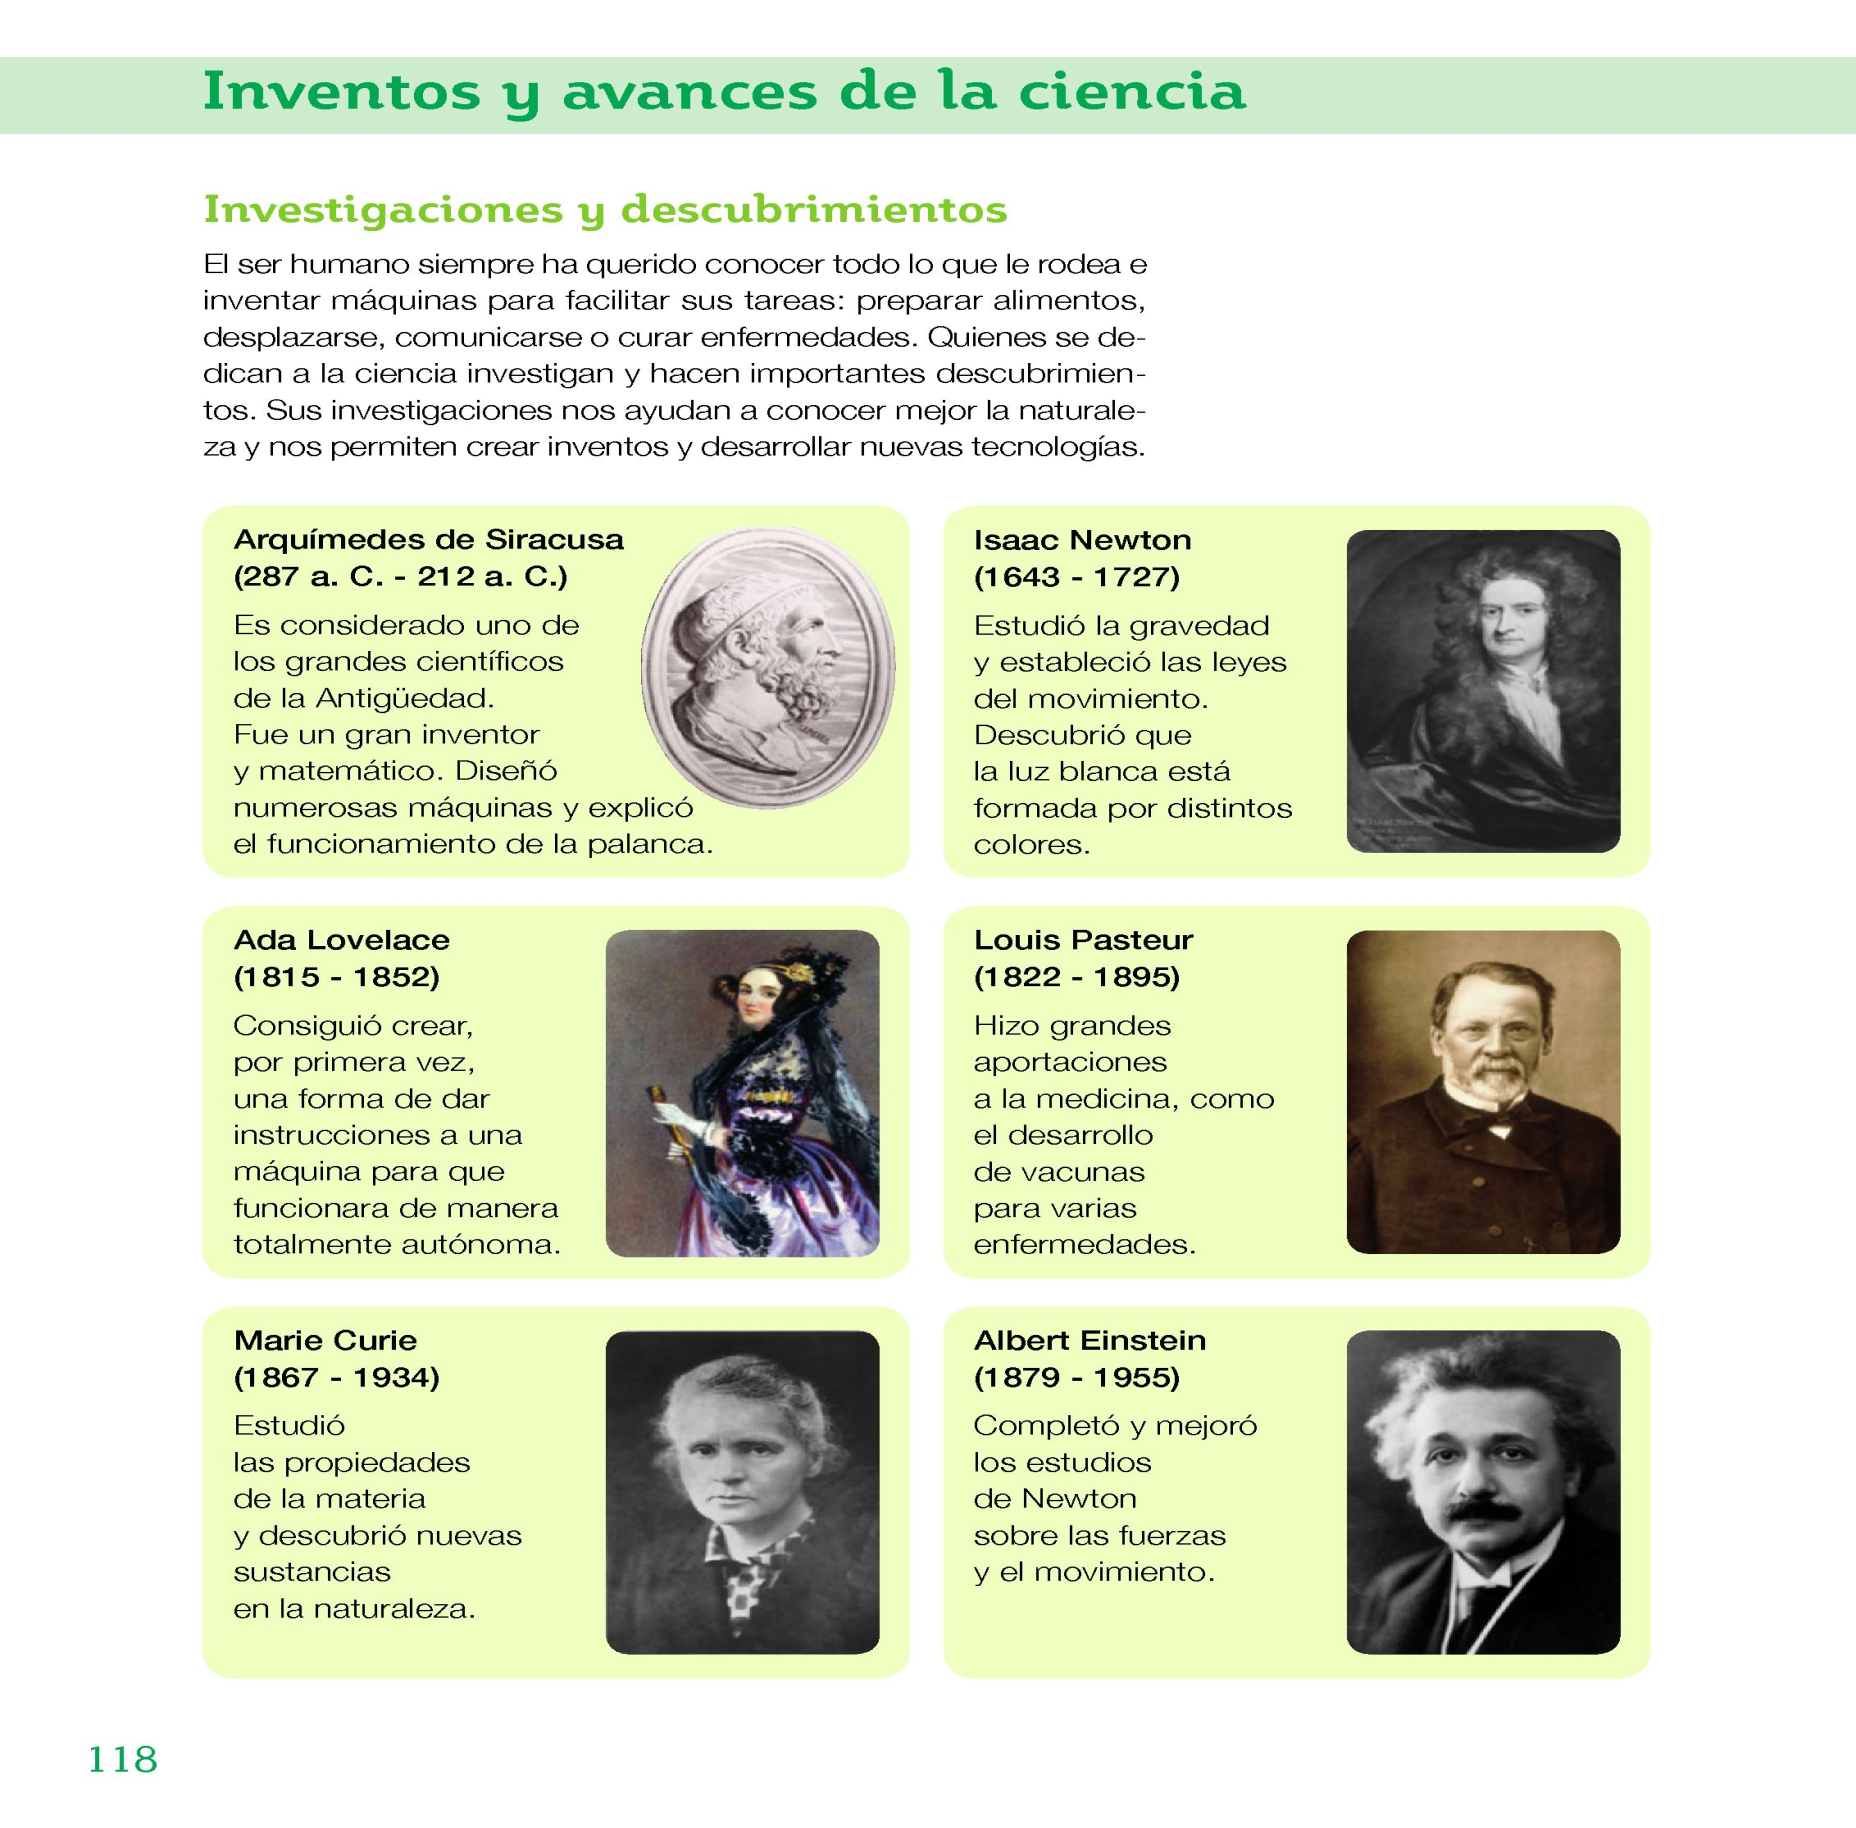 Inventos y avances de la ciencia
Investigaciones y descubrimientos
El ser humano siempre ha querido conocer todo lo que le rodea e
inventar máquinas para facilitar sus tareas: preparar alimentos,
desplazarse, comunicarse o curar enfermedades. Quienes se de-
dican a la ciencia investigan y hacen importantes descubrimien-
tos. Sus investigaciones nos ayudan a conocer mejor la naturale-
za y nos permiten crear inventos y desarrollar nuevas tecnologías.
Arquímedes de Siracusa
(287 a. C. - 212 a. C.)
Es considerado uno de
los grandes científicos
de la Antigüedad.
Fue un gran inventor
y matemático. Diseñó
numerosas máquinas y explicó
el funcionamiento de la palanca.
Isaac Newton
(1643 - 1727)
Estudió la gravedad
y estableció las leyes
del movimiento.
Descubrió que
la luz blanca está
formada por distintos
colores.
Ada Lovelace
(1815 - 1852)
Consiguió crear,
por primera vez,
una forma de dar
instrucciones a una
máquina para que
funcionara de manera
totalmente autónoma.
Louis Pasteur
(1822 - 1895)
Hizo grandes
aportaciones
a la medicina, como
el desarrollo
de vacunas
para varias
enfermedades.
Marie Curie
(1867 - 1934)
Estudió
las propiedades
de la materia
y descubrió nuevas
sustancias
en la naturaleza.
Albert Einstein
(1879 - 1955)
Completó y mejoró
los estudios
de Newton
sobre las fuerzas
y el movimiento.
118